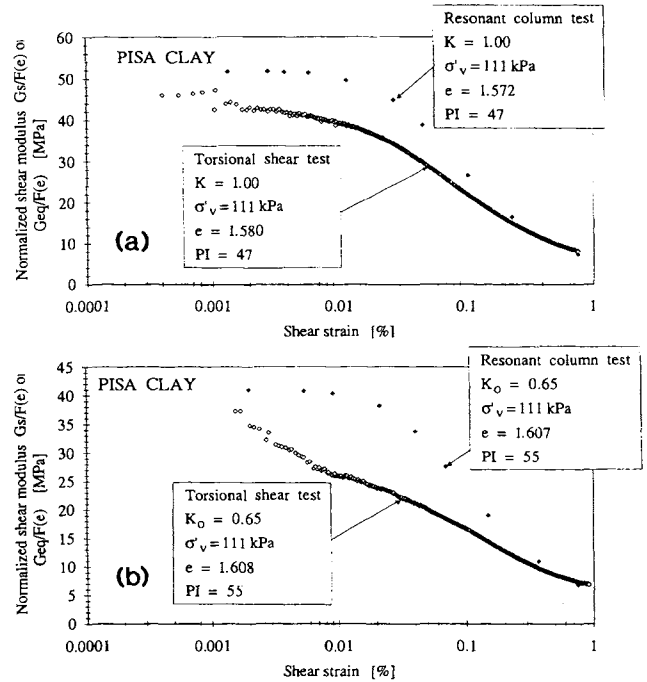 Resonant column test
K = 1.00
σ'v = 111 kPa
e = 1.572
PI = 47
PISA CLAY
Torsional shear test
K = 1.00
σ'v = 111 kPa
e = 1.580
PI = 47
(a)
Normalized shear modulus Gs/F(e) or
Geq/F(e) [MPa]
60
50
40
30
20
10
0
0.0001
0.001
0.01
0.1
1
Shear strain [%]
Resonant column test
Ko = 0.65
σ'v = 111 kPa
e = 1.607
PI = 55
PISA CLAY
Torsional shear test
Ko = 0.65
σ'v = 111 kPa
e = 1.608
PI = 55
(b)
Normalized shear modulus Gs/F(e) or
Geq/F(e) [MPa]
45
40
35
30
25
20
15
10
5
0
0.0001
0.001
0.01
0.1
1
Shear strain [%]